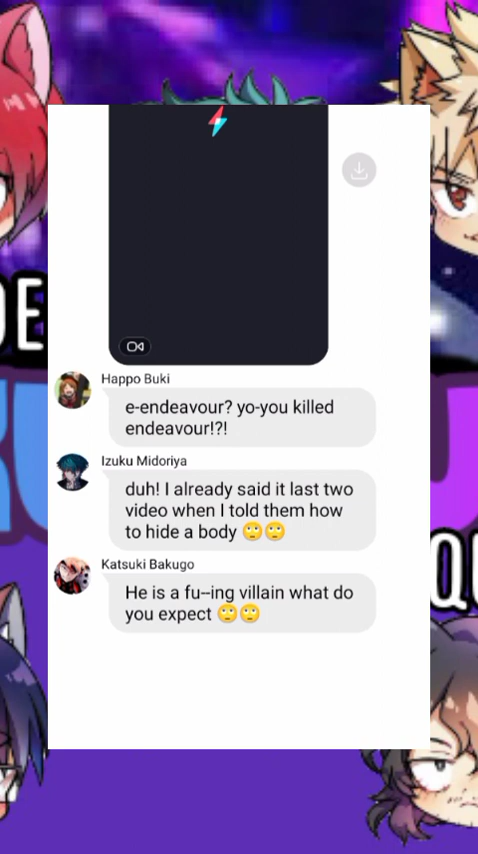 Happo Buki
e-endeavour? yo-you killed
endeavour!?!
Izuku Midoriya
duh! I already said it last two
video when I told them how
to hide a body 🙄🙄
Katsuki Bakugo
He is a fu--ing villain what do
you expect 🙄🙄